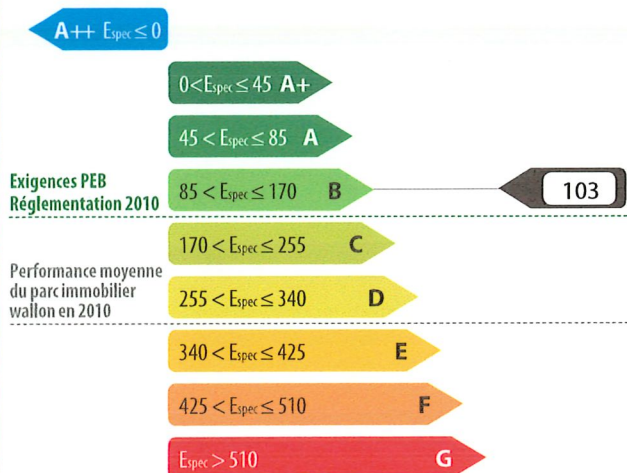 A++ Espec ≤ 0
0 < Espec ≤ 45 A+
45 < Espec ≤ 85 A
Exigences PEB
Réglementation 2010
85 < Espec ≤ 170 B
103
170 < Espec ≤ 255 C
Performance moyenne
du parc immobilier
wallon en 2010
255 < Espec ≤ 340 D
340 < Espec ≤ 425 E
425 < Espec ≤ 510 F
Espec > 510 G